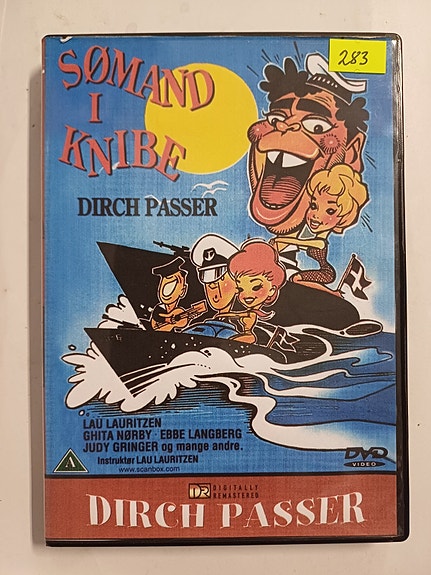 283
SØMAND
I
KNIBE
DIRCH PASSER
LAU LAURITZEN
GHITA NØRBY · EBBE LANGBERG
JUDY GRINGER og mange andre.
Instruktør LAU LAURITZEN
www.scanbox.com
A
DVD
VIDEO
DR DIGITALLY
REMASTERED
DIRCH PASSER